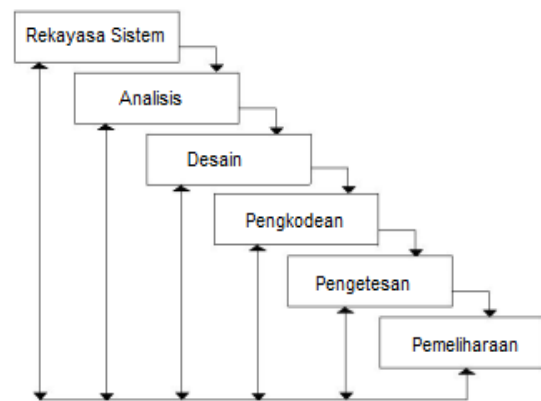 Rekayasa Sistem
Analisis
Desain
Pengkodean
Pengetesan
Pemeliharaan